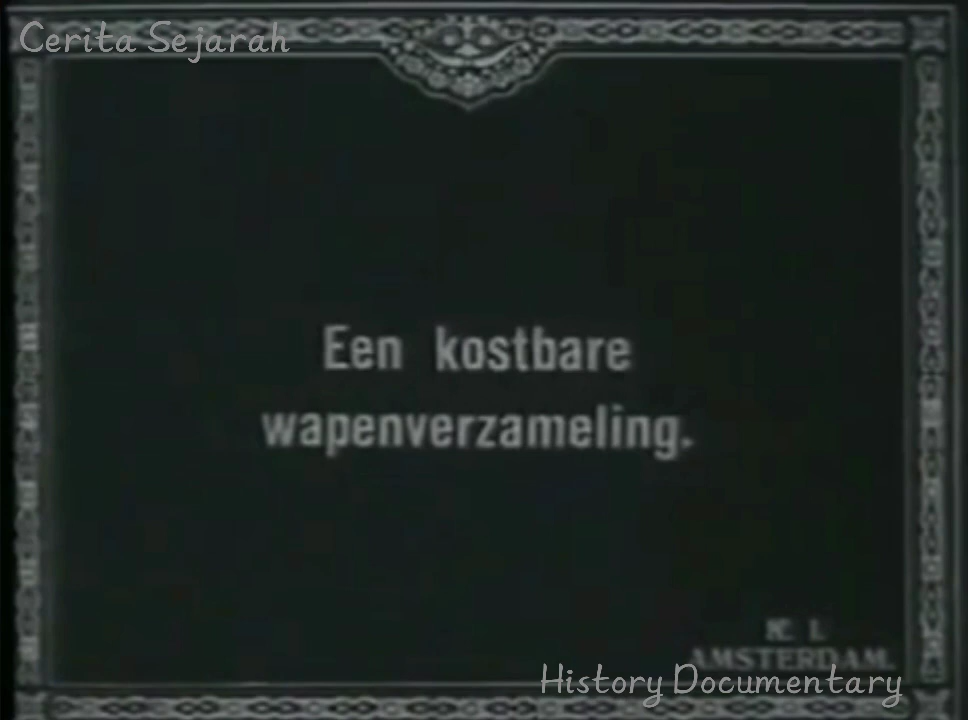 Cerita Sejarah
Een kostbare
wapenverzameling.
AMSTERDAM.
History Documentary